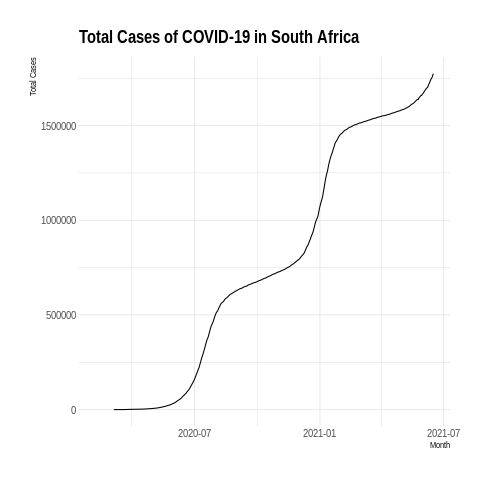 Total Cases of COVID-19 in South Africa
Total Cases
1500000
1000000
500000
0
2020-07
2021-01
2021-07
Month